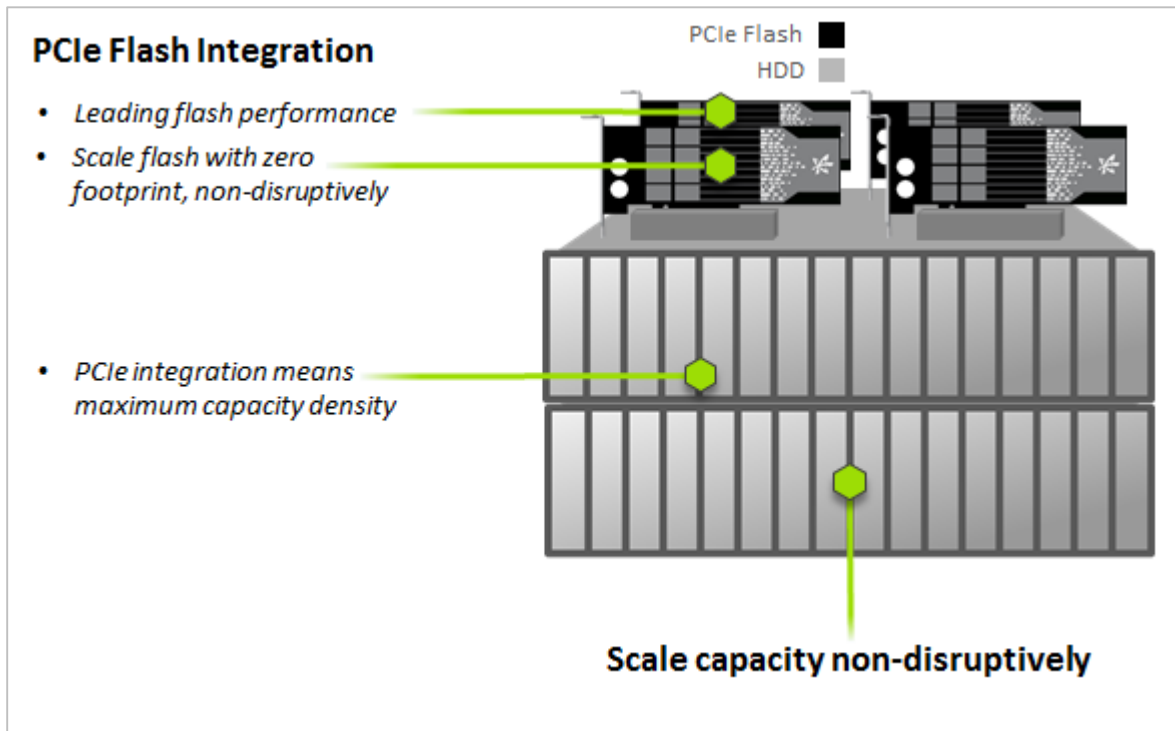 PCIe Flash Integration
PCIe Flash
HDD
• Leading flash performance
• Scale flash with zero
footprint, non-disruptively
• PCIe integration means
maximum capacity density
Scale capacity non-disruptively